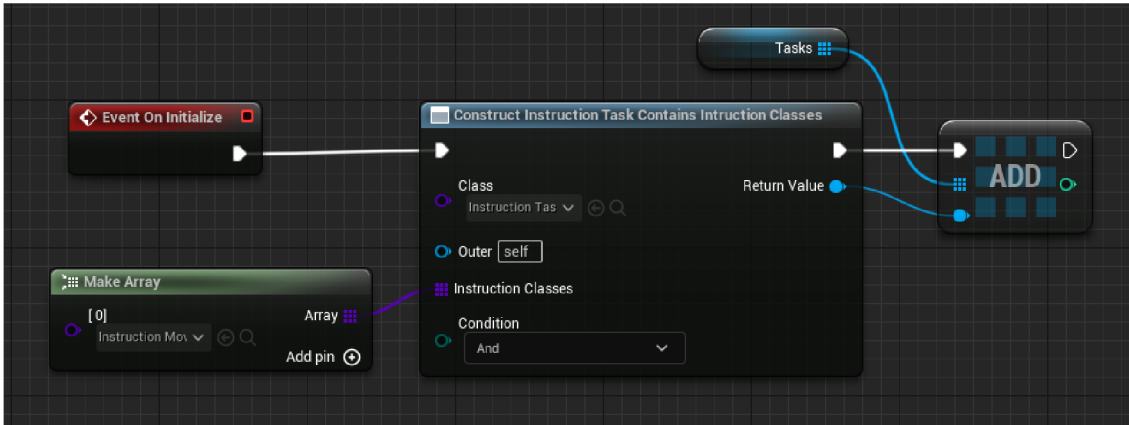 Tasks
Event On Initialize
Construct Instruction Task Contains Intruction Classes
ADD
Class
Return Value
Instruction Tas
Outer self
Make Array
Instruction Classes
[0]
Array
Condition
Instruction Mov
And
Add pin